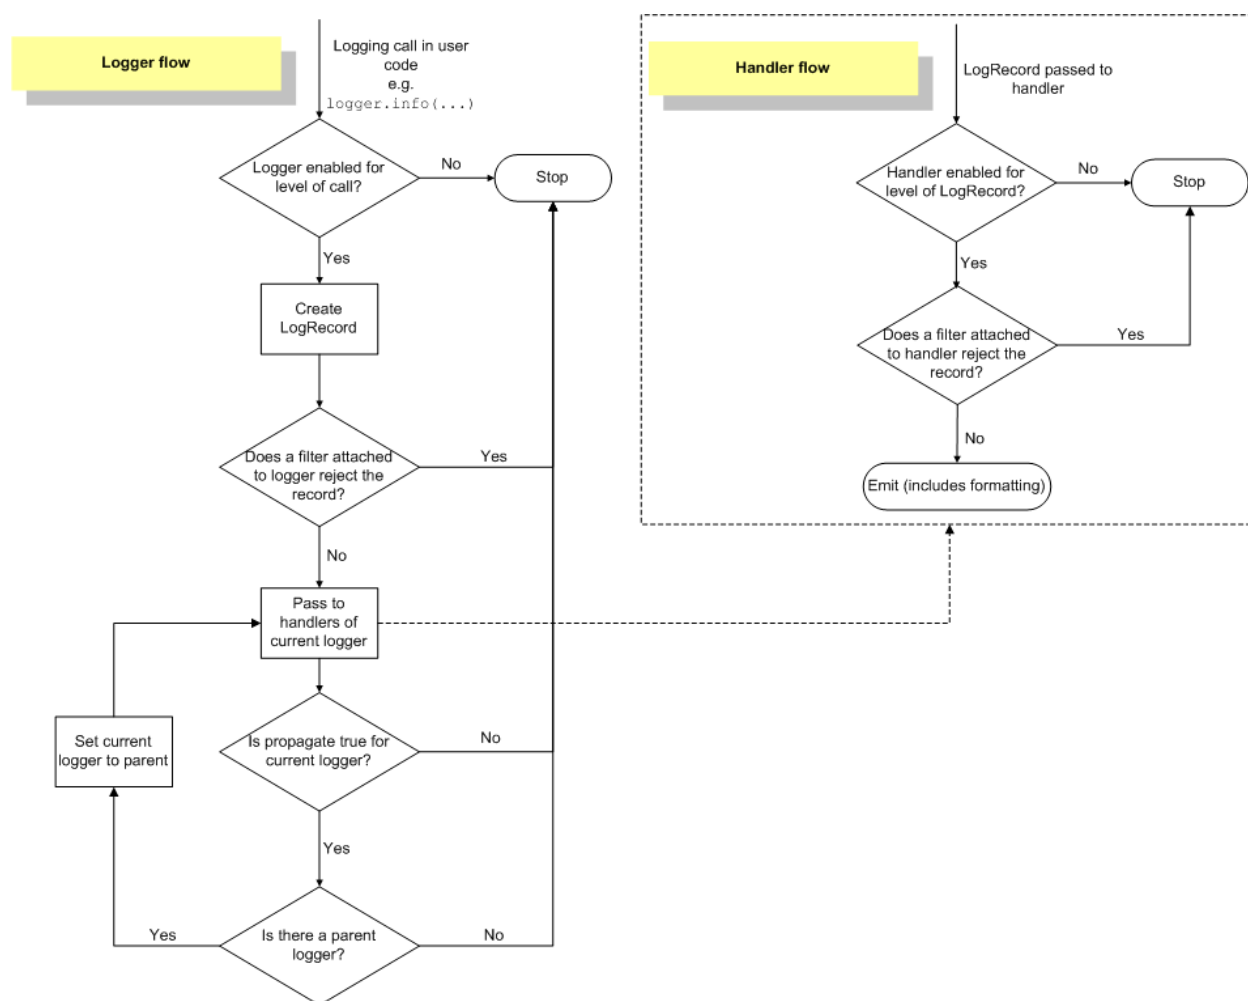 Logger flow
Logging call in user
code
e.g.
logger.info(...)
Logger enabled for
level of call?
No
Stop
Yes
Create
LogRecord
Does a filter attached
to logger reject the
record?
Yes
No
Pass to
handlers of
current logger
Set current
logger to parent
Is propagate true for
current logger?
No
Yes
Is there a parent
logger?
Yes
No
Handler flow
LogRecord passed to
handler
Handler enabled for
level of LogRecord?
No
Stop
Yes
Does a filter attached
to handler reject the
record?
Yes
No
Emit (includes formatting)